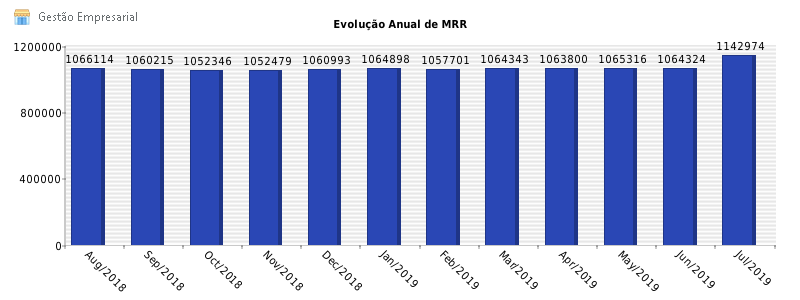 Gestão Empresarial
Evolução Anual de MRR
1200000
800000
400000
0
1066114 1060215 1052346 1052479 1060993 1064898 1057701 1064343 1063800 1065316 1064324 1142974
Aug/2018 Sep/2018 Oct/2018 Nov/2018 Dec/2018 Jan/2019 Feb/2019 Mar/2019 Apr/2019 May/2019 Jun/2019 Jul/2019